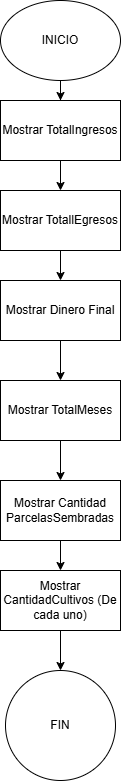 INICIO
Mostrar TotalIngresos
Mostrar TotallEgresos
Mostrar Dinero Final
Mostrar TotalMeses
Mostrar Cantidad
ParcelasSembradas
Mostrar
CantidadCultivos (De
cada uno)
FIN